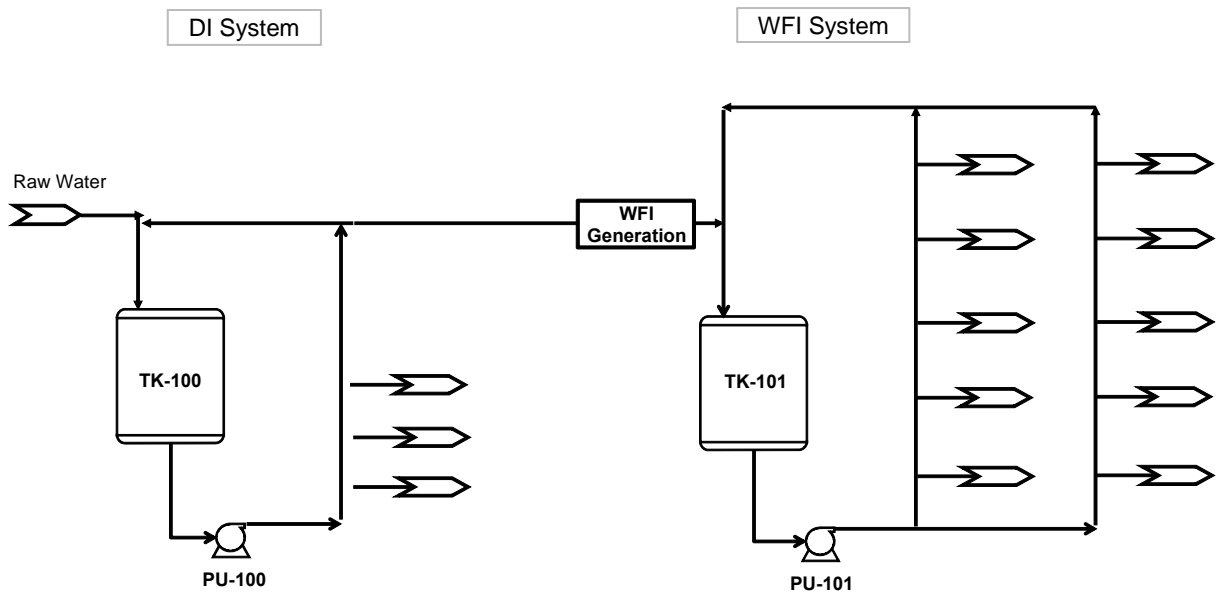 DI System
WFI System
Raw Water
WFI
Generation
TK-100
TK-101
PU-100
PU-101